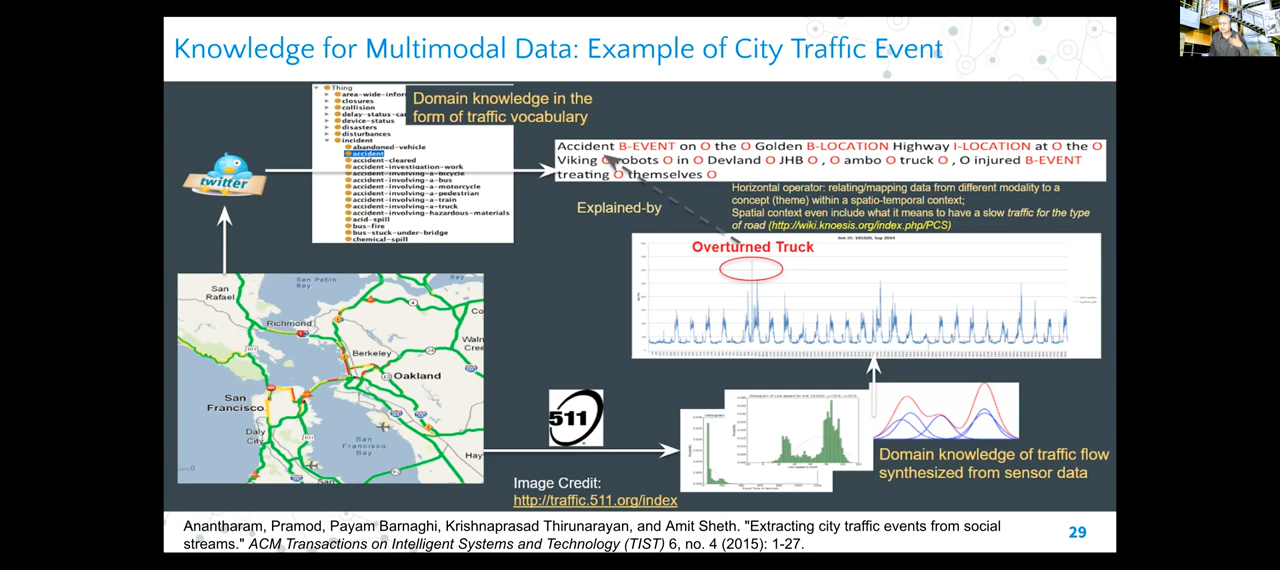 Knowledge for Multimodal Data: Example of City Traffic Event
Thing
closures
collision
device-status
disasters
disturbances
incident
abandoned-vehicle
accident
accident-cleared
accident-investigation-work
accident-involving-a-bicycle
accident-involving-a-bus
accident-involving-a-motorcycle
accident-involving-a-pedestrian
accident-involving-a-train
accident-involving-a-truck
accident-involving-hazardous-materials
acid-spill
bus-fire
bus-stuck-under-bridge
chemical-spill
Domain knowledge in the
form of traffic vocabulary
twitter
Accident B-EVENT on O the O Golden B-LOCATION Highway I-LOCATION at O the O
Viking O robots O in O Devland O JHB O , O ambo O truck O , O injured B-EVENT
treating O themselves O
Explained-by
Horizontal operator: relating/mapping data from different modality to a
concept (theme) within a spatio-temporal context;
Spatial context even include what it means to have a slow traffic for the type
of road (http://wiki.knoesis.org/index.php/PCS)
Overturned Truck
San Pablo
Bay
San
Rafael
Richmond
Berkeley
Oakland
San
Francisco
Daly
City
San
Francisco
Bay
511
Image Credit:
http://traffic.511.org/index
Domain knowledge of traffic flow
synthesized from sensor data
Anantharam, Pramod, Payam Barnaghi, Krishnaprasad Thirunarayan, and Amit Sheth. "Extracting city traffic events from social
streams." ACM Transactions on Intelligent Systems and Technology (TIST) 6, no. 4 (2015): 1-27.
29